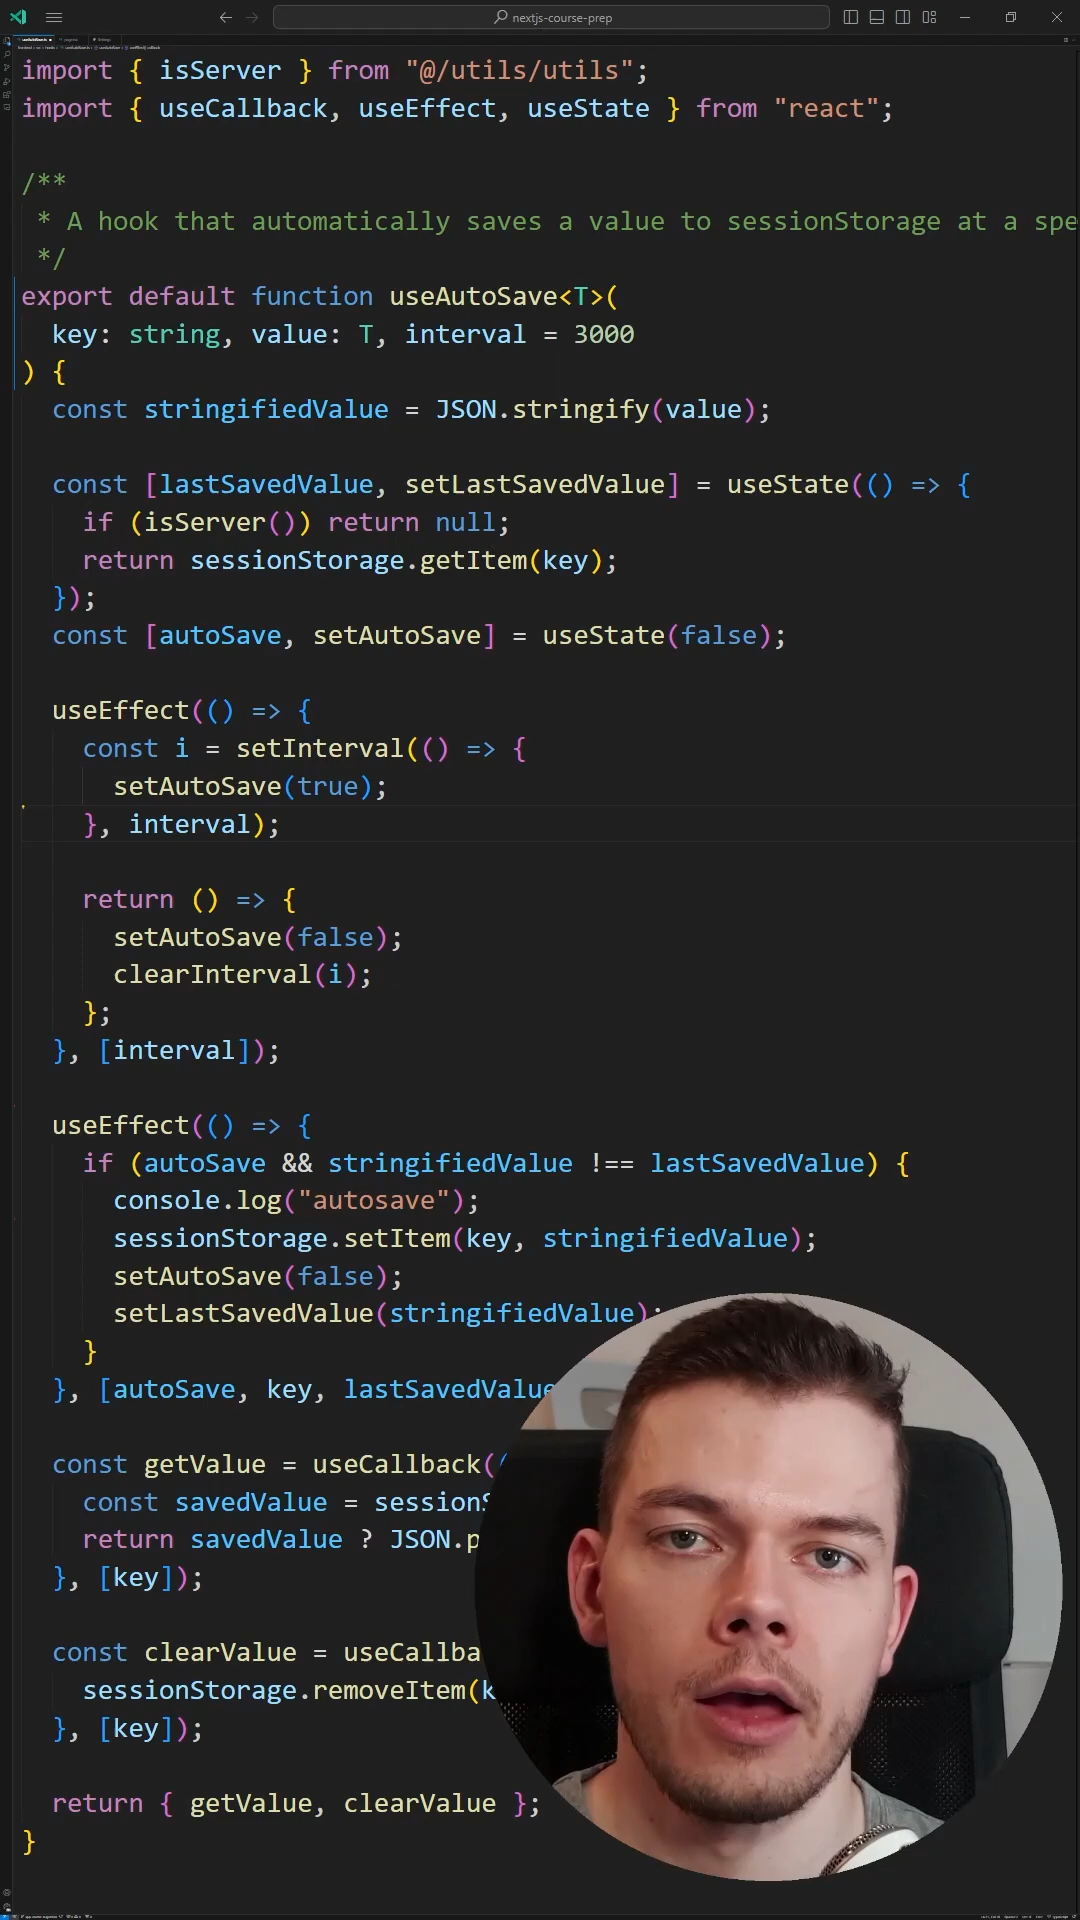 nextjs-course-prep
import { isServer } from "@/utils/utils";
import { useCallback, useEffect, useState } from "react";
/**
* A hook that automatically saves a value to sessionStorage at a spe
*/
export default function useAutoSave<T>(
key: string, value: T, interval = 3000
) {
const stringifiedValue = JSON.stringify(value);
const [lastSavedValue, setLastSavedValue] = useState(() => {
if (isServer()) return null;
return sessionStorage.getItem(key);
});
const [autoSave, setAutoSave] = useState(false);
useEffect(() => {
const i = setInterval(() => {
setAutoSave(true);
}, interval);
return () => {
setAutoSave(false);
clearInterval(i);
};
}, [interval]);
useEffect(() => {
if (autoSave && stringifiedValue !== lastSavedValue) {
console.log("autosave");
sessionStorage.setItem(key, stringifiedValue);
setAutoSave(false);
setLastSavedValue(stringifiedValue);
}
}, [autoSave, key, lastSavedValue
const getValue = useCallback((
const savedValue = sessionS
return savedValue ? JSON.p
}, [key]);
const clearValue = useCallba
sessionStorage.removeItem(k
}, [key]);
return { getValue, clearValue };
}